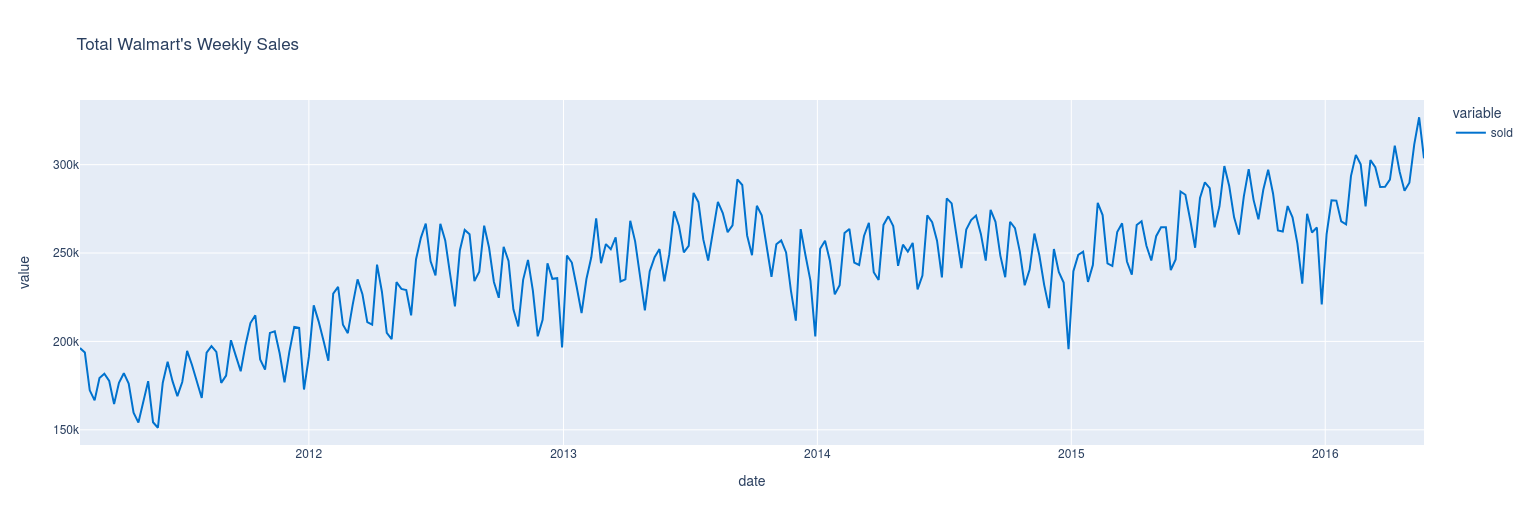 Total Walmart's Weekly Sales
variable
sold
value
300k
250k
200k
150k
2012 2013 2014 2015 2016
date